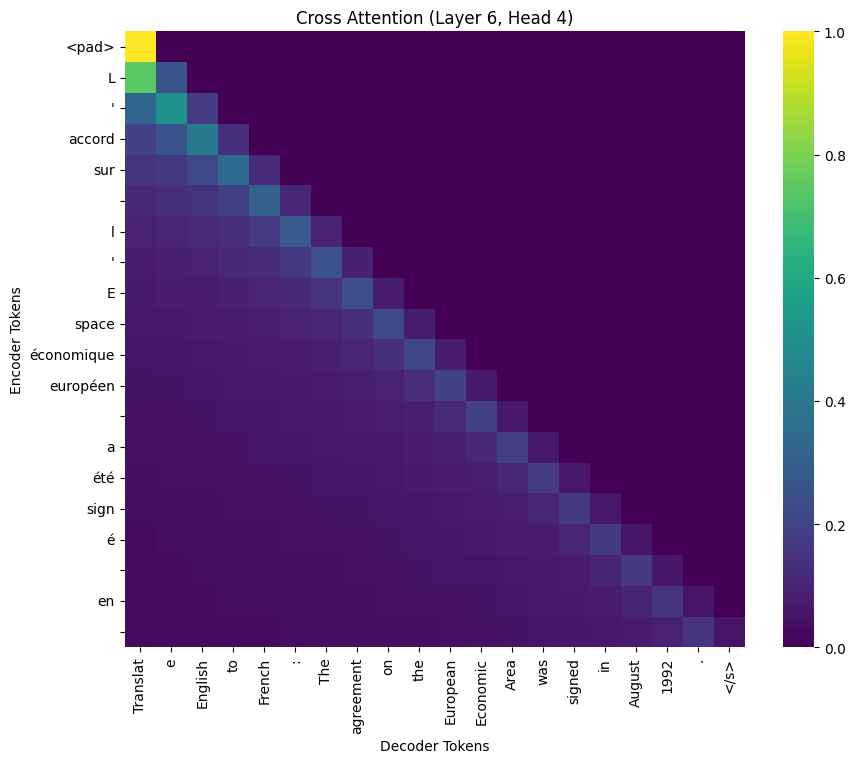 Cross Attention (Layer 6, Head 4)
Encoder Tokens
<pad>
L
'
accord
sur
l
'
E
space
économique
européen
a
été
sign
é
en
Translat
e
English
to
French
:
The
agreement
on
the
European
Economic
Area
was
signed
in
August
1992
.
</s>
Decoder Tokens
1.0
0.8
0.6
0.4
0.2
0.0